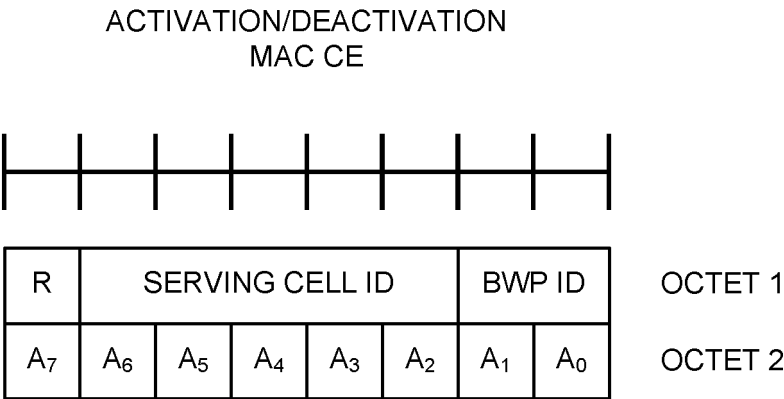 ACTIVATION/DEACTIVATION
MAC CE
R SERVING CELL ID BWP ID OCTET 1
A₇ A₆ A₅ A₄ A₃ A₂ A₁ A₀ OCTET 2